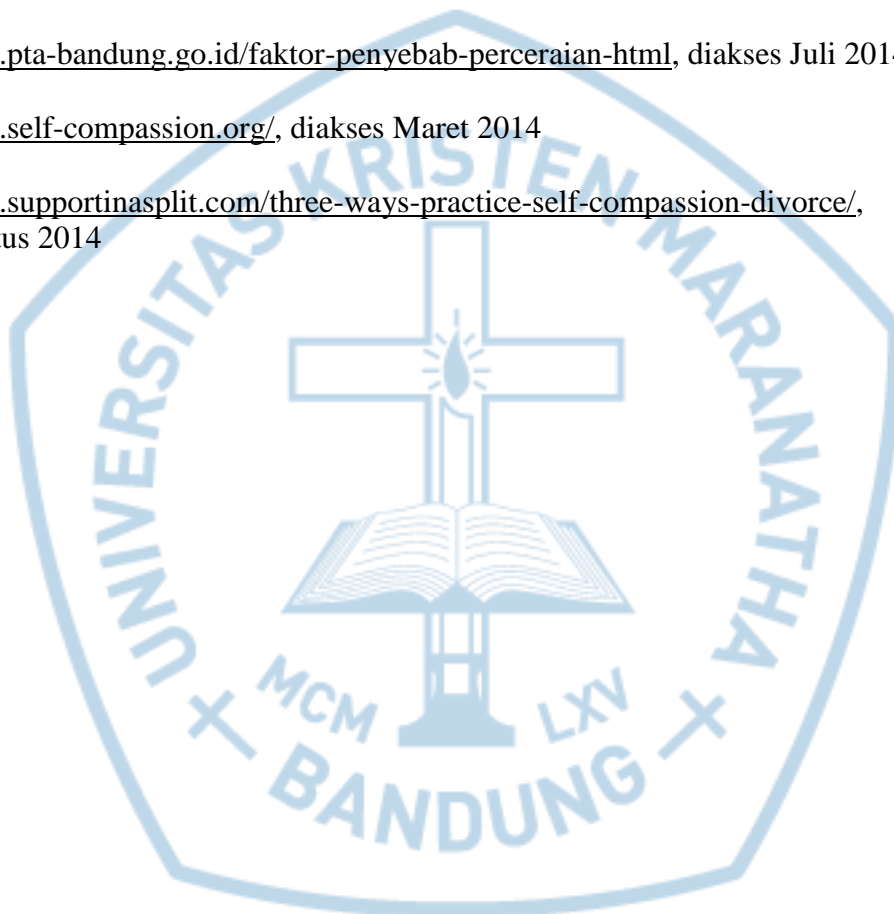 .pta-bandung.go.id/faktor-penyebab-perceraian-html, diakses Juli 201
.self-compassion.org/, diakses Maret 2014
.supportinasplit.com/three-ways-practice-self-compassion-divorce/,
tus 2014
UNIVERSITAS KRISTEN MARANATHA
MCM LXV
BANDUNG